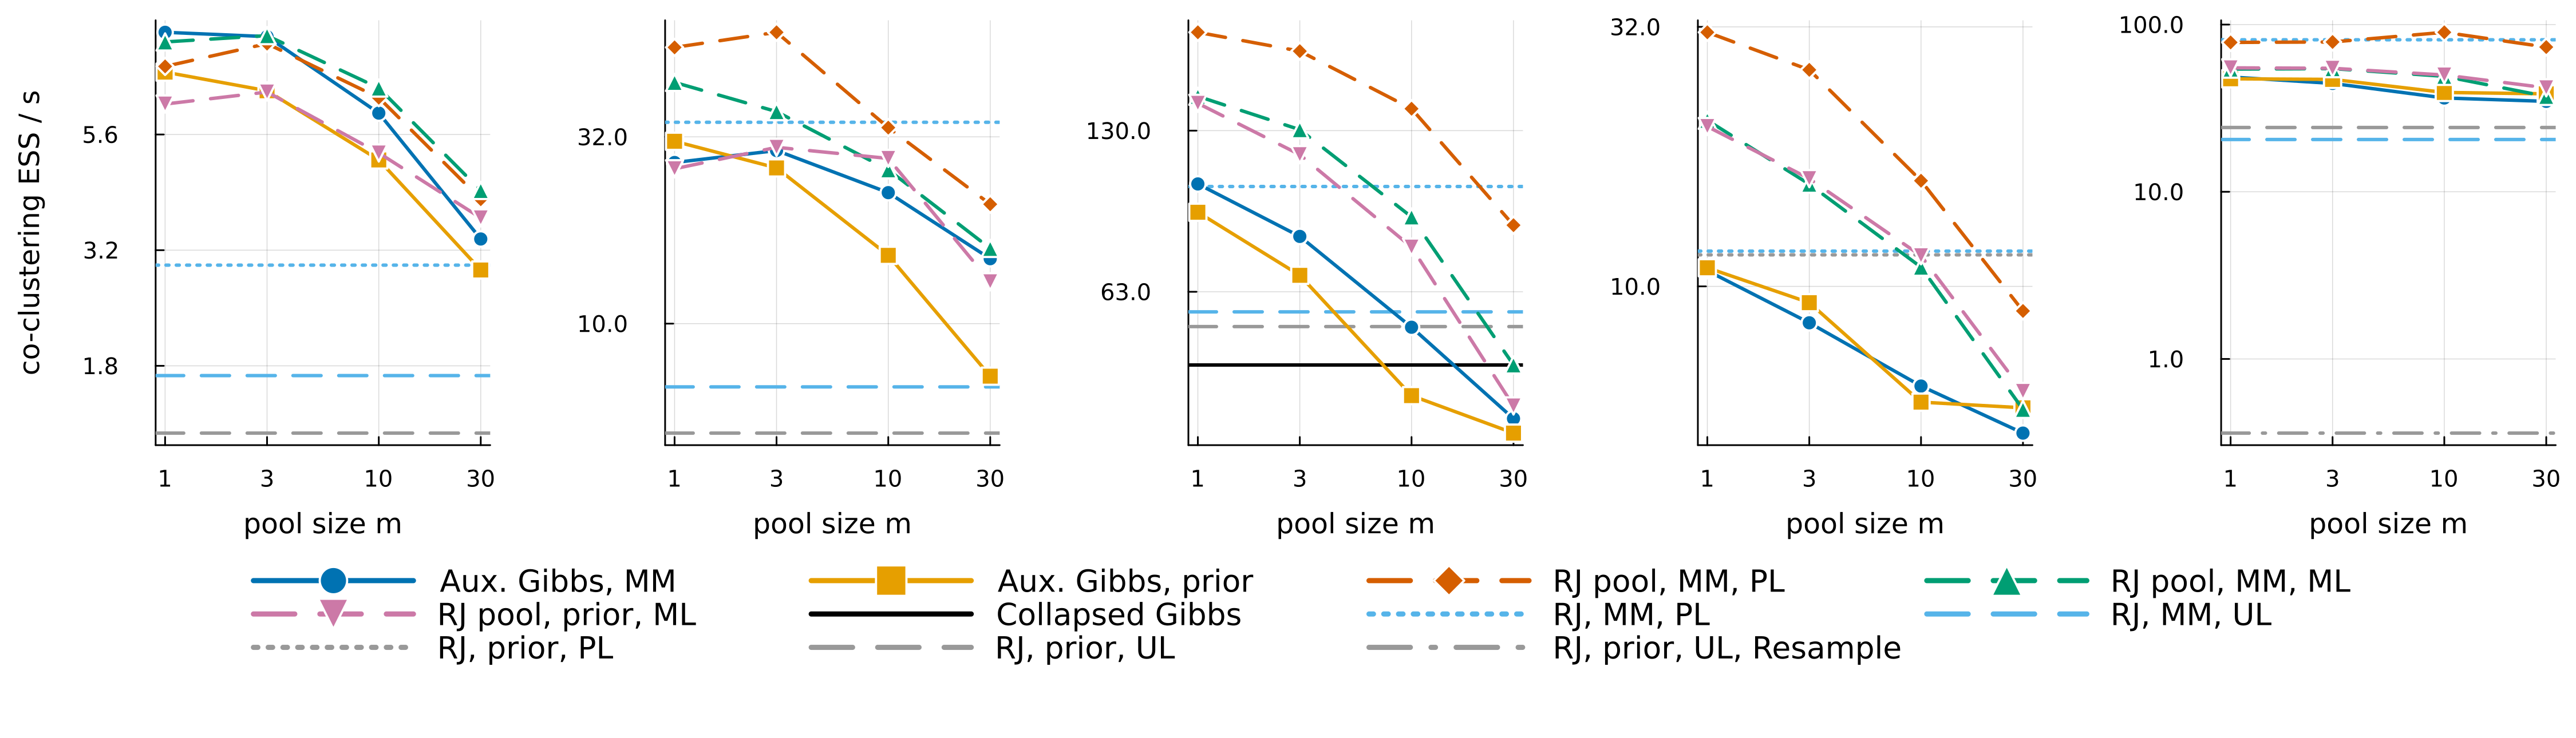 co-clustering ESS / s
5.6
3.2
1.8
1 3 10 30
pool size m
32.0
10.0
1 3 10 30
pool size m
130.0
63.0
1 3 10 30
pool size m
32.0
10.0
1 3 10 30
pool size m
100.0
10.0
1.0
1 3 10 30
pool size m
Aux. Gibbs, MM Aux. Gibbs, prior RJ pool, MM, PL RJ pool, MM, ML
RJ pool, prior, ML Collapsed Gibbs RJ, MM, PL RJ, MM, UL
RJ, prior, PL RJ, prior, UL RJ, prior, UL, Resample